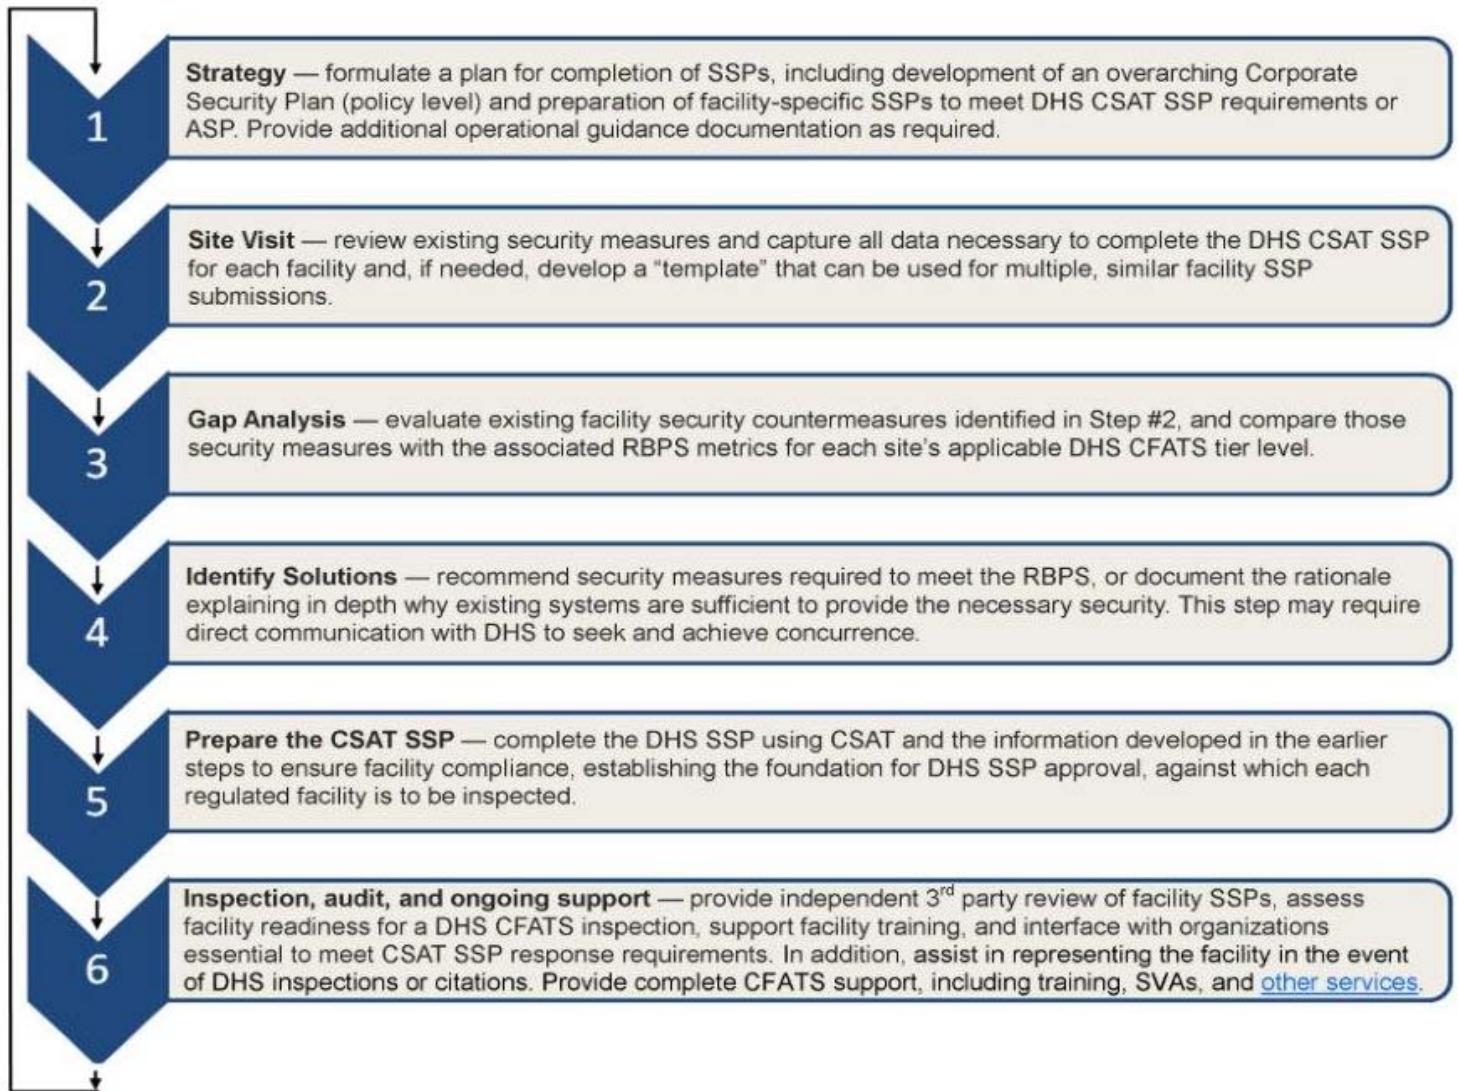 1
Strategy — formulate a plan for completion of SSPs, including development of an overarching Corporate
Security Plan (policy level) and preparation of facility-specific SSPs to meet DHS CSAT SSP requirements or
ASP. Provide additional operational guidance documentation as required.
2
Site Visit — review existing security measures and capture all data necessary to complete the DHS CSAT SSP
for each facility and, if needed, develop a “template” that can be used for multiple, similar facility SSP
submissions.
3
Gap Analysis — evaluate existing facility security countermeasures identified in Step #2, and compare those
security measures with the associated RBPS metrics for each site’s applicable DHS CFATS tier level.
4
Identify Solutions — recommend security measures required to meet the RBPS, or document the rationale
explaining in depth why existing systems are sufficient to provide the necessary security. This step may require
direct communication with DHS to seek and achieve concurrence.
5
Prepare the CSAT SSP — complete the DHS SSP using CSAT and the information developed in the earlier
steps to ensure facility compliance, establishing the foundation for DHS SSP approval, against which each
regulated facility is to be inspected.
6
Inspection, audit, and ongoing support — provide independent 3rd party review of facility SSPs, assess
facility readiness for a DHS CFATS inspection, support facility training, and interface with organizations
essential to meet CSAT SSP response requirements. In addition, assist in representing the facility in the event
of DHS inspections or citations. Provide complete CFATS support, including training, SVAs, and other services.